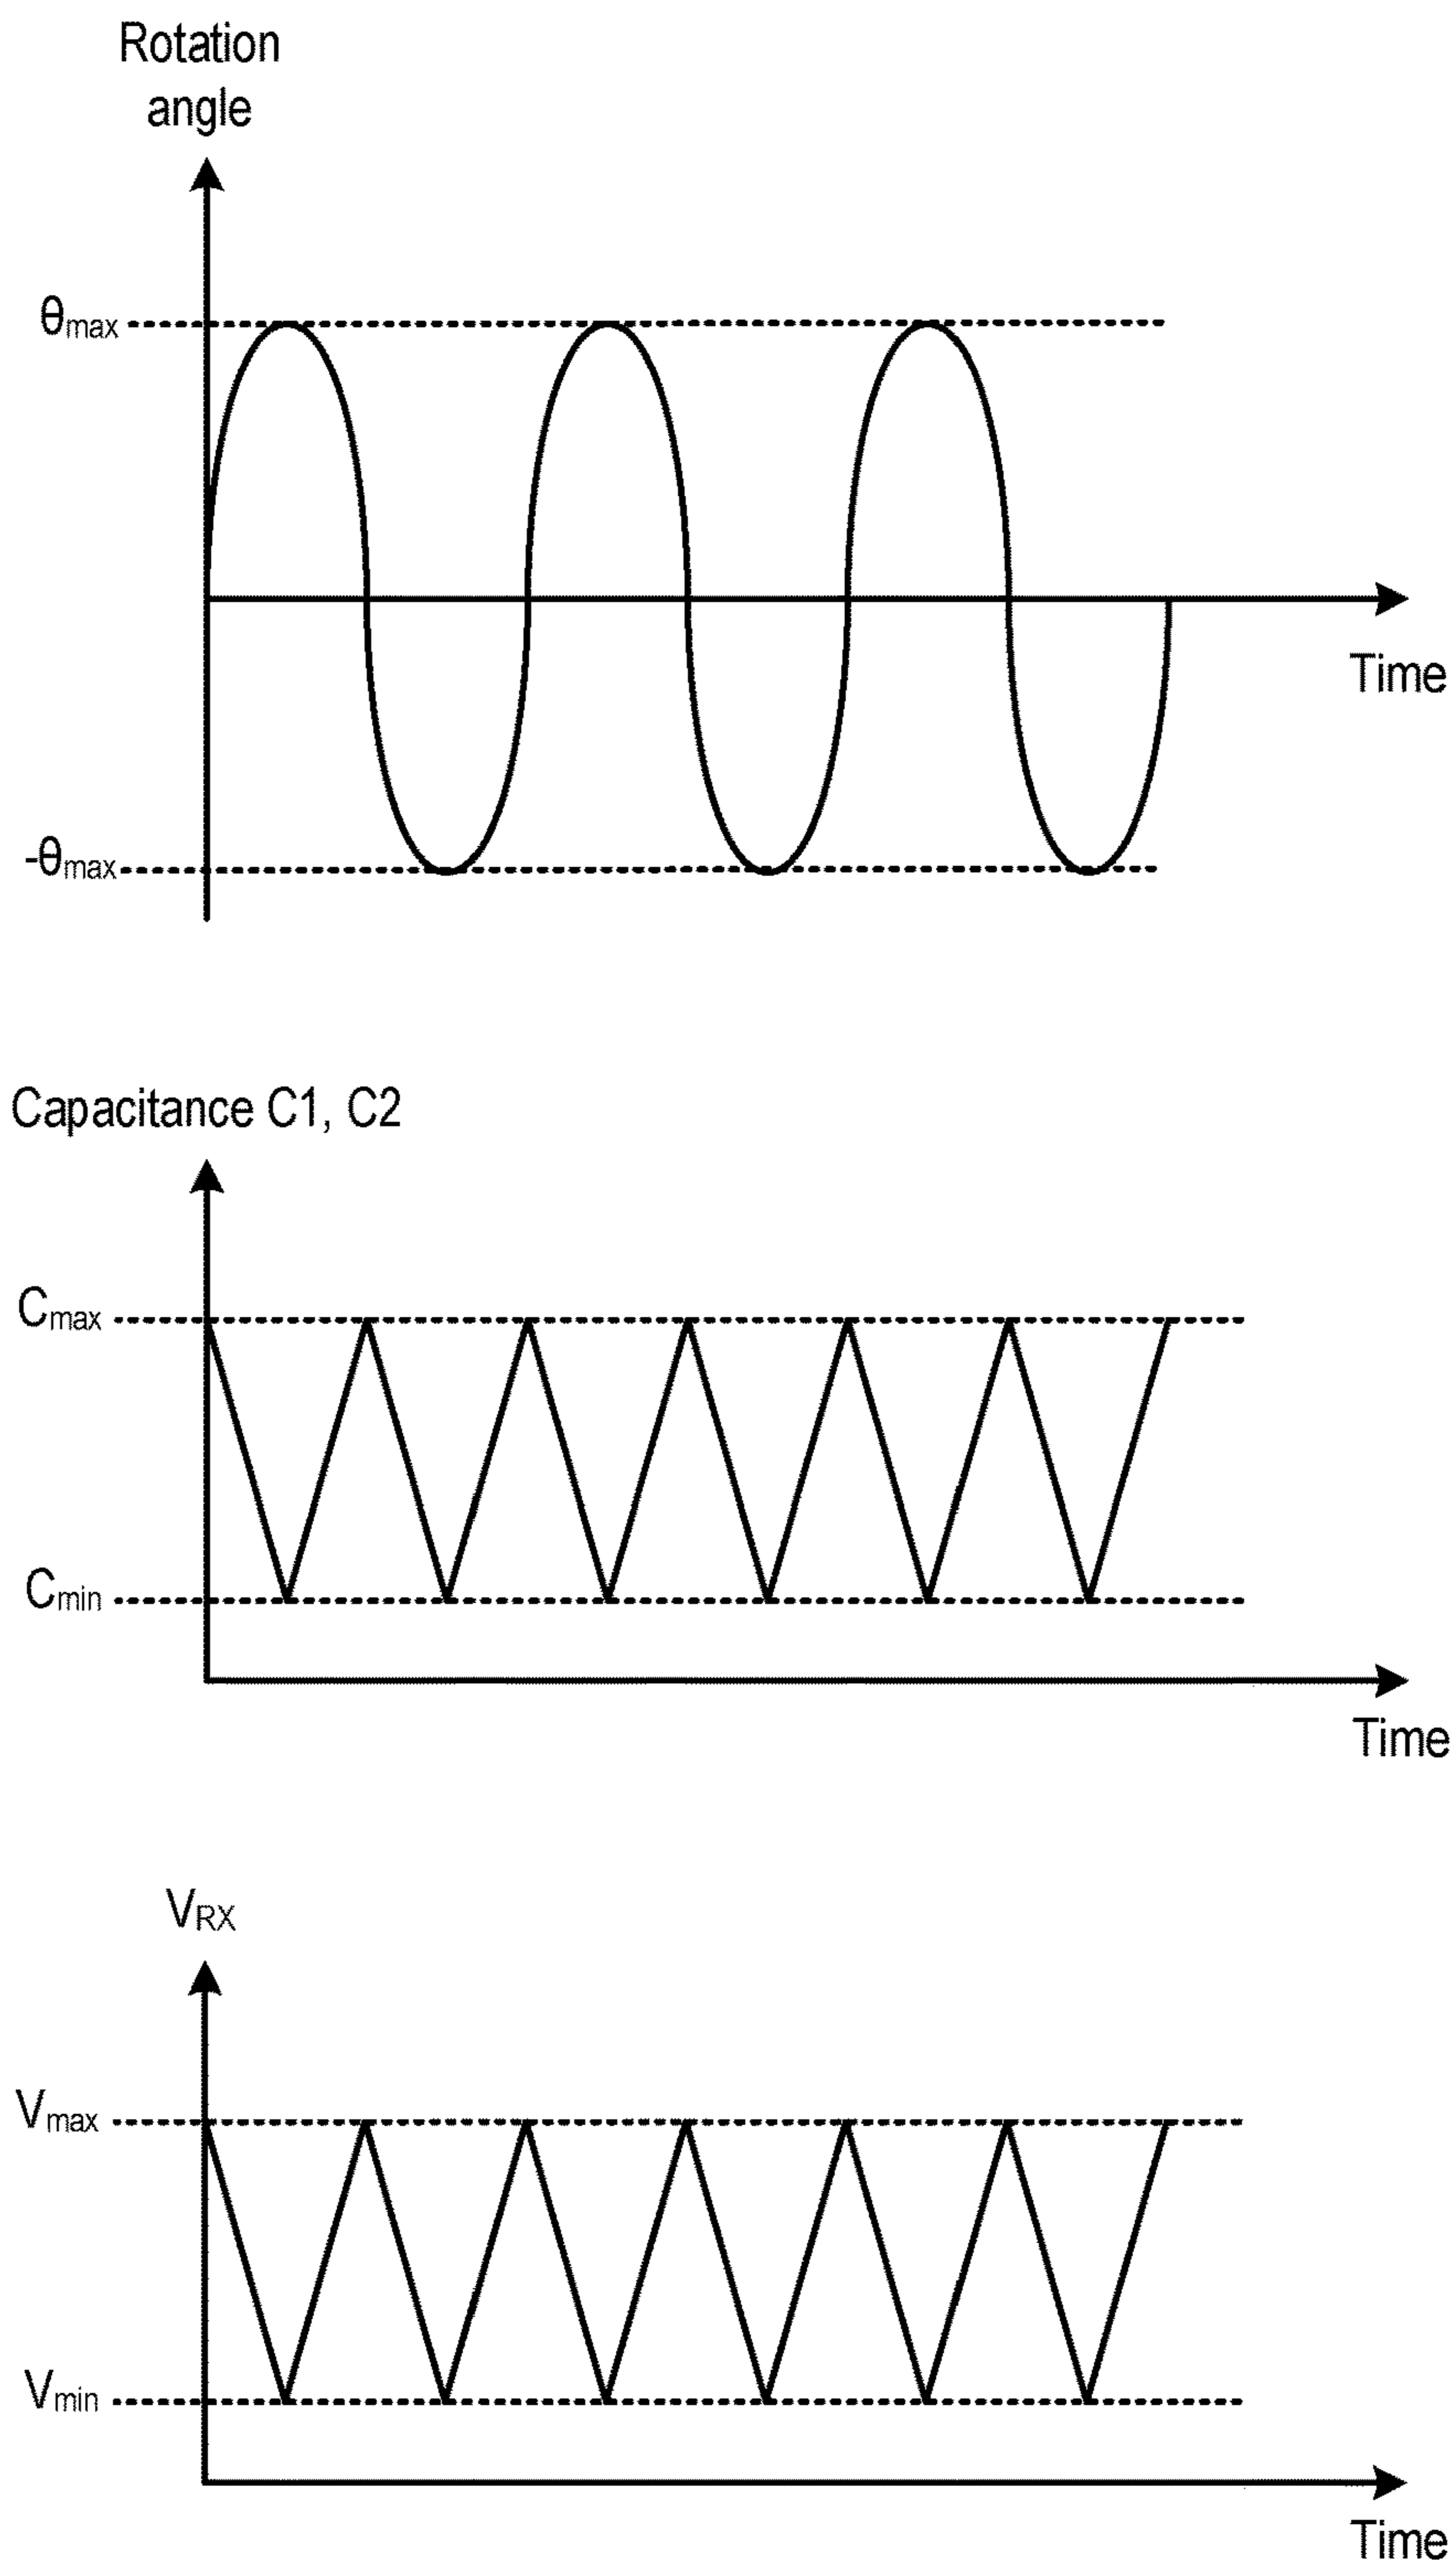 Rotation
angle
θmax
-θmax
Time
Capacitance C1, C2
Cmax
Cmin
Time
VRX
Vmax
Vmin
Time